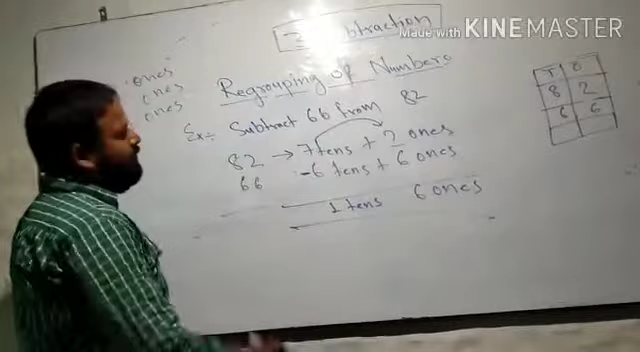 Subtraction
Made with KINEMASTER
ones
ones
ones
Regrouping of Numbers
Ex:- Subtract 66 from 82
82 → 7 tens + 2 ones
66 -6 tens + 6 ones
1 tens 6 ones
T O
8 2
6 6